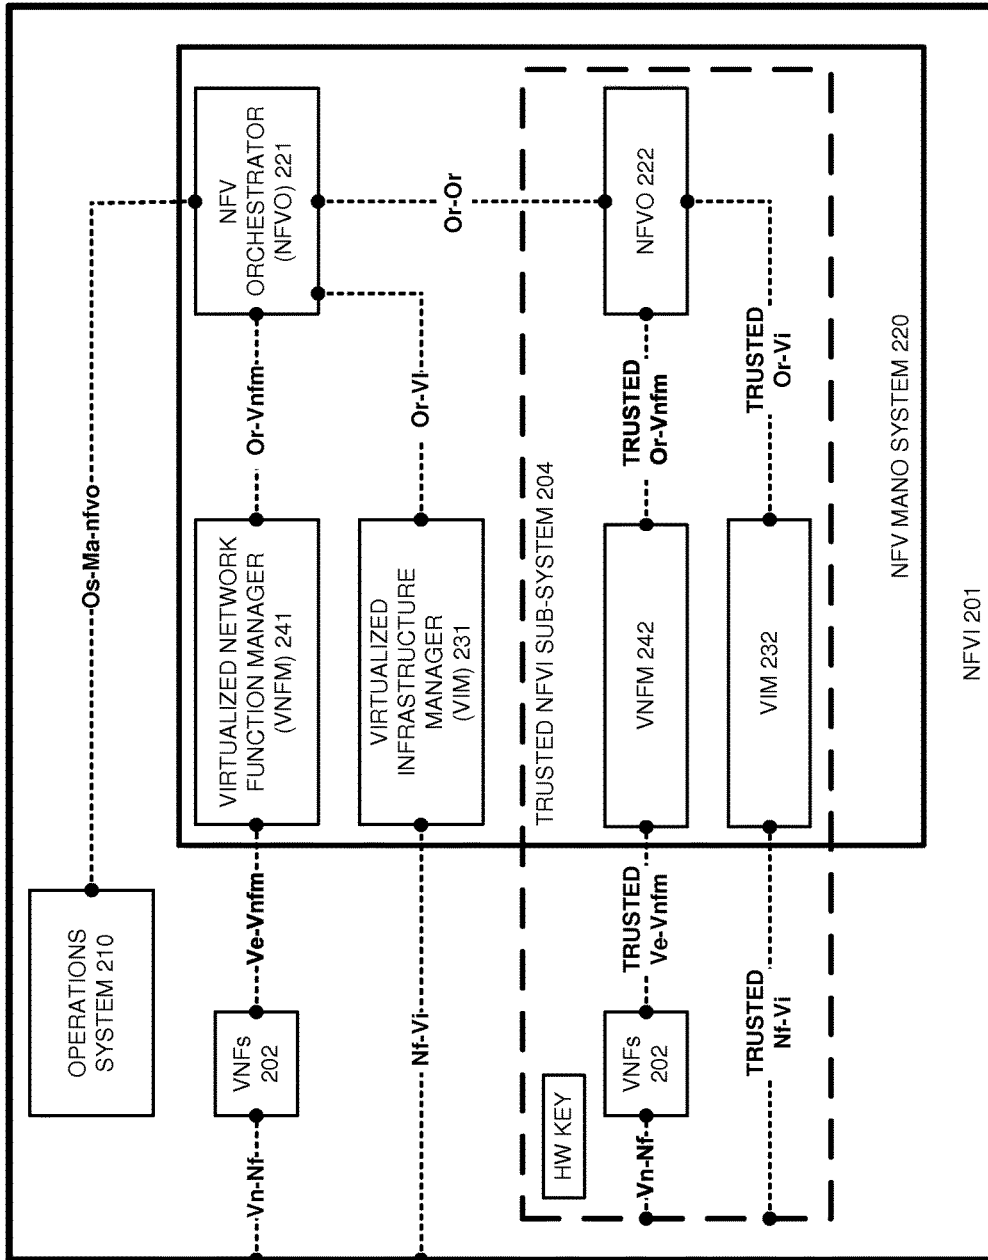 OPERATIONS
SYSTEM 210
Os-Ma-nfvo
NFV
ORCHESTRATOR
(NFVO) 221
Vn-Nf
VNFs
202
Ve-Vnfm
VIRTUALIZED NETWORK
FUNCTION MANAGER
(VNFM) 241
Or-Vnfm
Nf-Vi
VIRTUALIZED
INFRASTRUCTURE
MANAGER
(VIM) 231
Or-Vi
Or-Or
TRUSTED NFVI SUB-SYSTEM 204
HW KEY
Vn-Nf
VNFs
202
TRUSTED
Ve-Vnfm
VNFM 242
TRUSTED
Or-Vnfm
NFVO 222
TRUSTED
Nf-Vi
VIM 232
TRUSTED
Or-Vi
NFV MANO SYSTEM 220
NFVI 201